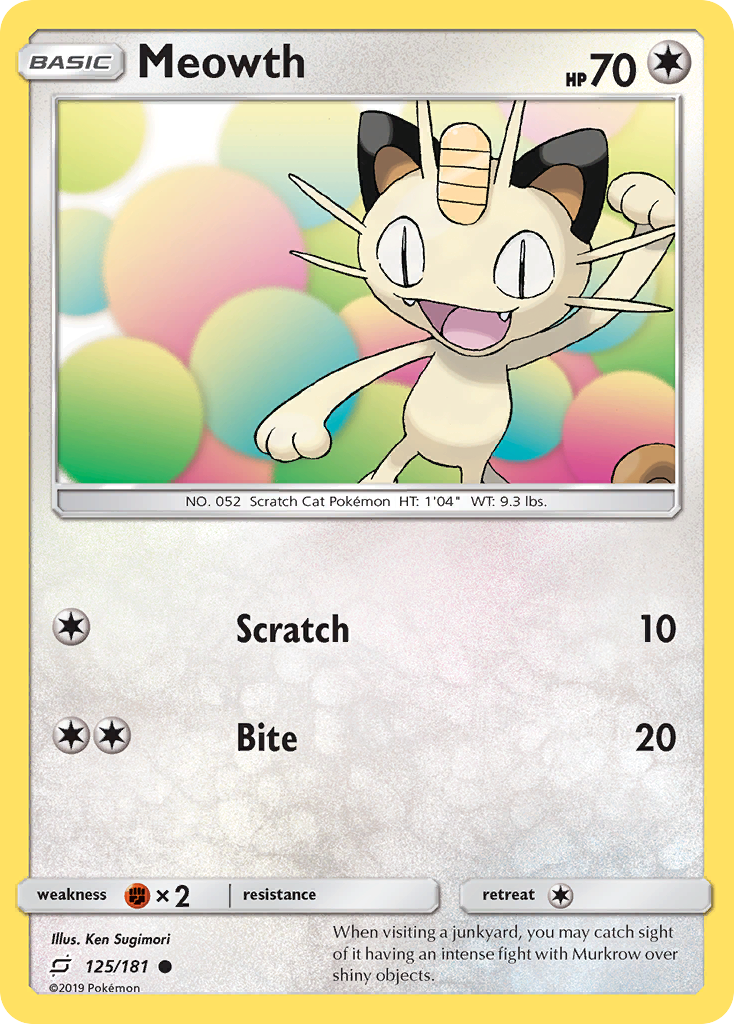 BASIC Meowth HP 70
NO. 052 Scratch Cat Pokémon HT: 1'04" WT: 9.3 lbs.
Scratch 10
Bite 20
weakness × 2 resistance retreat
Illus. Ken Sugimori
125/181
©2019 Pokémon
When visiting a junkyard, you may catch sight
of it having an intense fight with Murkrow over
shiny objects.